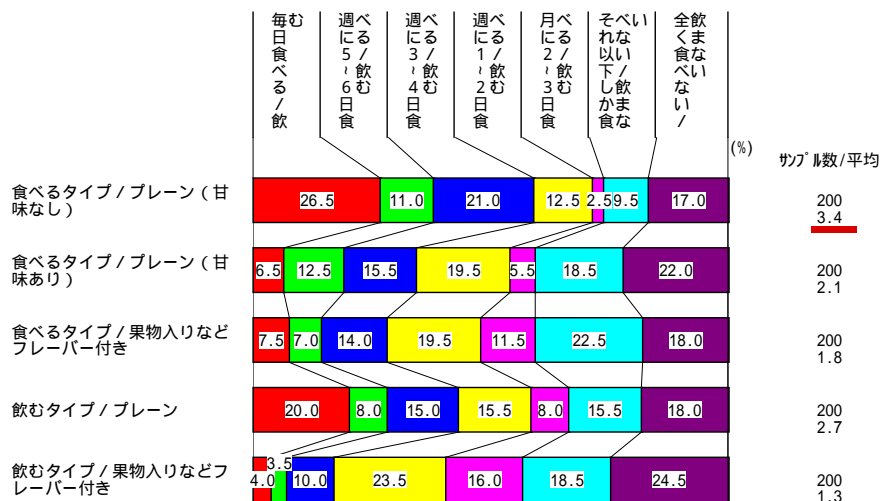 毎日食べる/飲
む
週に5~6日食
べる/飲む
週に3~4日食
べる/飲む
週に1~2日食
べる/飲む
月に2~3日食
べる/飲む
それ以下しか食
べない/飲まな
い
全く食べない/
飲まない
(%)
サンプル数/平均
食べるタイプ/プレーン(甘
味なし)
26.5 11.0 21.0 12.5 2.5 9.5 17.0
200
3.4
食べるタイプ/プレーン(甘
味あり)
6.5 12.5 15.5 19.5 5.5 18.5 22.0
200
2.1
食べるタイプ/果物入りなど
フレーバー付き
7.5 7.0 14.0 19.5 11.5 22.5 18.0
200
1.8
飲むタイプ/プレーン
20.0 8.0 15.0 15.5 8.0 15.5 18.0
200
2.7
飲むタイプ/果物入りなどフ
レーバー付き
4.0 3.5 10.0 23.5 16.0 18.5 24.5
200
1.3